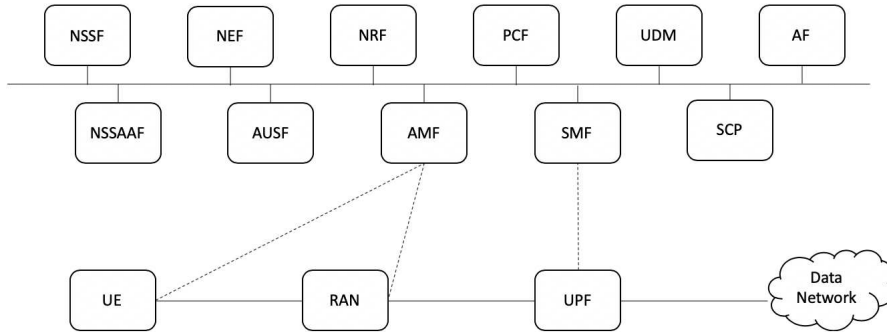 NSSF
NEF
NRF
PCF
UDM
AF
NSSAAF
AUSF
AMF
SMF
SCP
UE
RAN
UPF
Data
Network